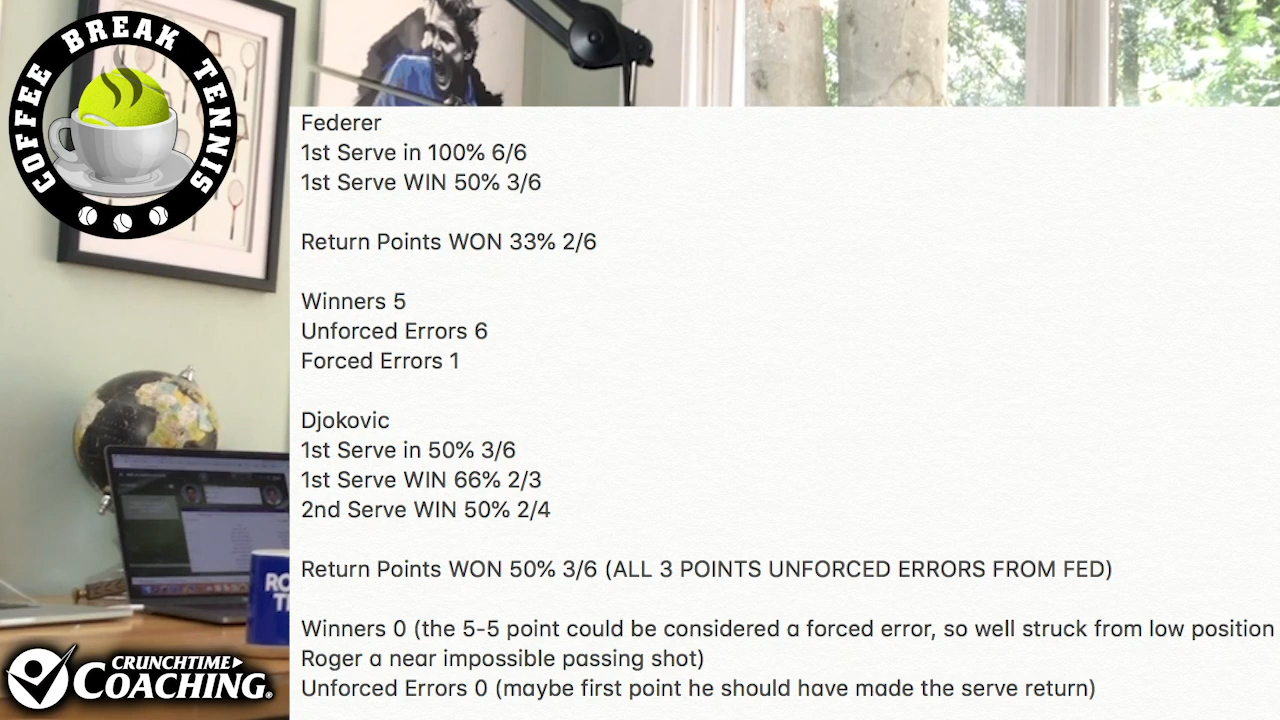 COFFEE BREAK TENNIS
Federer
1st Serve in 100% 6/6
1st Serve WIN 50% 3/6
Return Points WON 33% 2/6
Winners 5
Unforced Errors 6
Forced Errors 1
Djokovic
1st Serve in 50% 3/6
1st Serve WIN 66% 2/3
2nd Serve WIN 50% 2/4
Return Points WON 50% 3/6 (ALL 3 POINTS UNFORCED ERRORS FROM FED)
Winners 0 (the 5-5 point could be considered a forced error, so well struck from low position
Roger a near impossible passing shot)
Unforced Errors 0 (maybe first point he should have made the serve return)
CRUNCHTIME
COACHING